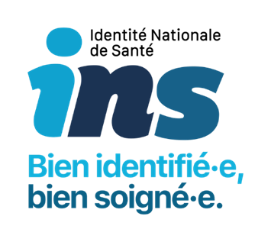 Identité Nationale
de Santé
ins
Bien identifié·e,
bien soigné·e.